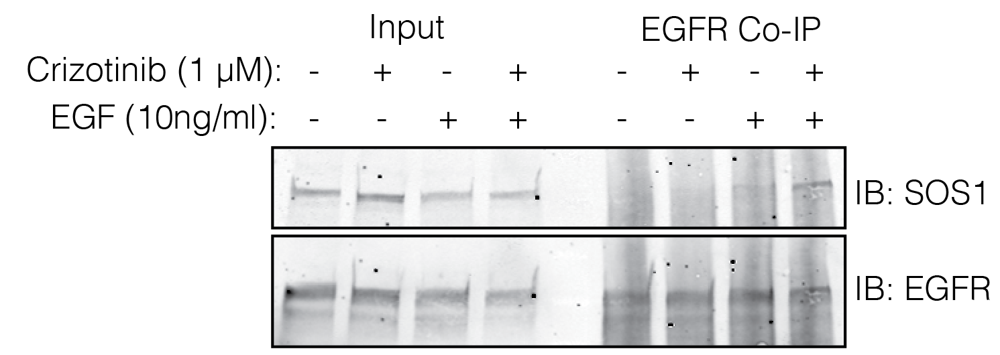 Input EGFR Co-IP
Crizotinib (1 µM): - + - + - + - +
EGF (10ng/ml): - - + + - - + +
IB: SOS1
IB: EGFR